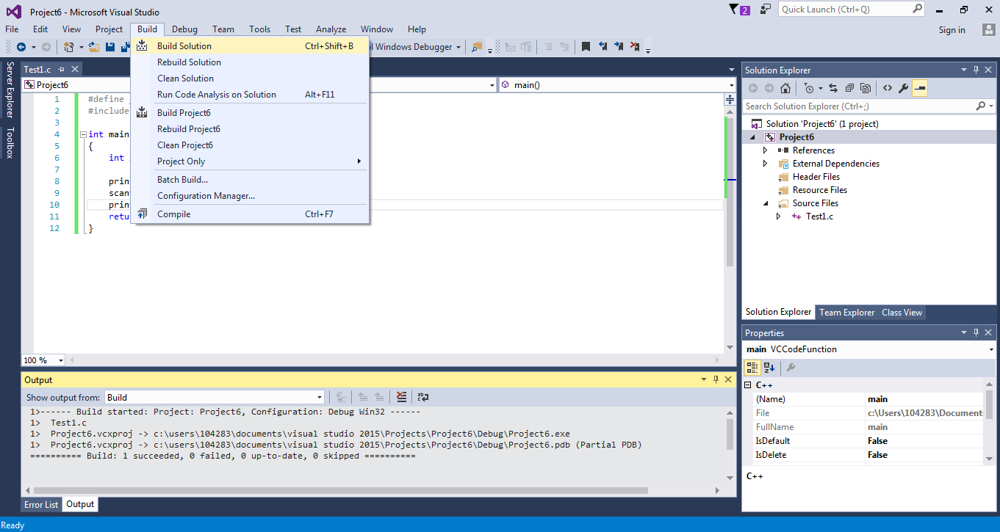 Project6 - Microsoft Visual Studio
2
Quick Launch (Ctrl+Q)
File Edit View Project Build Debug Team Tools Test Analyze Window Help
Sign in
Windows Debugger
Build Solution Ctrl+Shift+B
Rebuild Solution
Clean Solution
Run Code Analysis on Solution Alt+F11
Build Project6
Rebuild Project6
Clean Project6
Project Only
Batch Build...
Configuration Manager...
Compile Ctrl+F7
Server Explorer
Toolbox
Test1.c
Project6
main()
1 #define
2 #include
3
4 int main
5 {
6 int
7
8 prin
9 scan
10 prin
11 retu
12 }
100 %
Output
Show output from: Build
1>------ Build started: Project: Project6, Configuration: Debug Win32 ------
1> Test1.c
1> Project6.vcxproj -> c:\users\104283\documents\visual studio 2015\Projects\Project6\Debug\Project6.exe
1> Project6.vcxproj -> c:\users\104283\documents\visual studio 2015\Projects\Project6\Debug\Project6.pdb (Partial PDB)
========== Build: 1 succeeded, 0 failed, 0 up-to-date, 0 skipped ==========
Error List Output
Ready
Solution Explorer
Search Solution Explorer (Ctrl+;)
Solution 'Project6' (1 project)
Project6
References
External Dependencies
Header Files
Resource Files
Source Files
Test1.c
Solution Explorer Team Explorer Class View
Properties
main VCCodeFunction
C++
(Name) main
File c:\Users\104283\Document
FullName main
IsDefault False
IsDelete False
C++